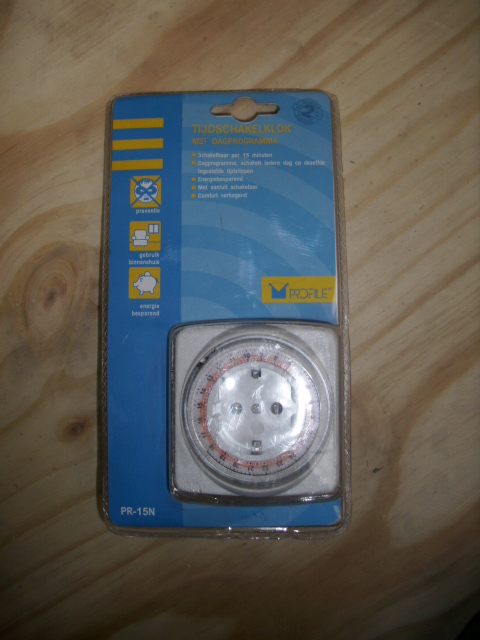 TIJDSCHAKELKLOK
MET DAGPROGRAMMA
Schakelbaar per 15 minuten
Dagprogramma, schakelt iedere dag op dezelfde
ingestelde tijdstippen
Energiebesparend
Met aan/uit schakelaar
Comfort verhogend
preventie
gebruik
binnenshuis
energie
besparend
PROFILE
PR-15N